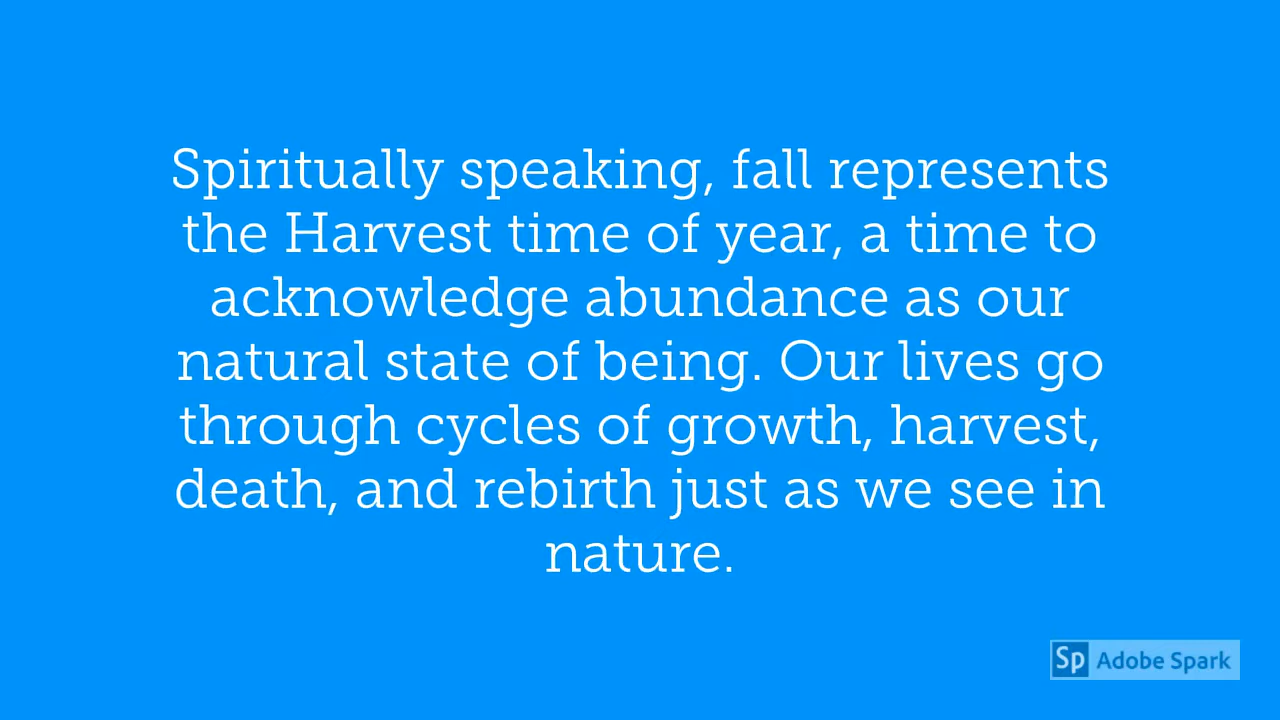 Spiritually speaking, fall represents
the Harvest time of year, a time to
acknowledge abundance as our
natural state of being. Our lives go
through cycles of growth, harvest,
death, and rebirth just as we see in
nature.
Sp Adobe Spark